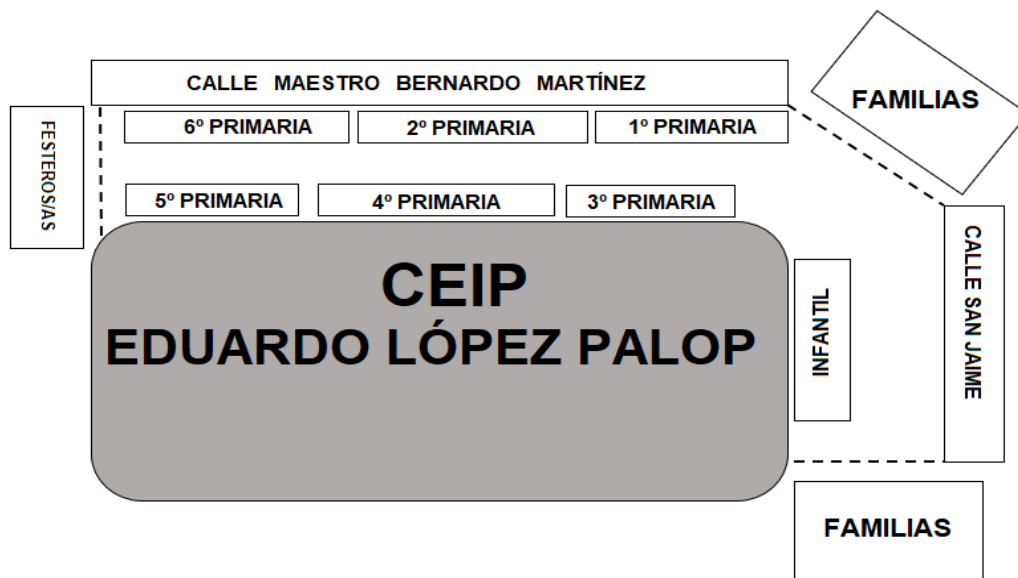 CALLE MAESTRO BERNARDO MARTÍNEZ
FAMILIAS
FESTEROS/AS
6º PRIMARIA
2º PRIMARIA
1º PRIMARIA
5º PRIMARIA
4º PRIMARIA
3º PRIMARIA
CEIP
EDUARDO LÓPEZ PALOP
INFANTIL
CALLE SAN JAIME
FAMILIAS